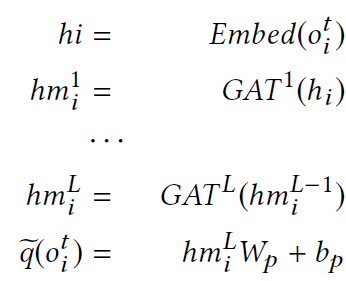 hi = Embed(o_i^t)
hm_i^1 = GAT^1(h_i)
...
hm_i^L = GAT^L(hm_i^{L-1})
q̃(o_i^t) = hm_i^L W_p + b_p